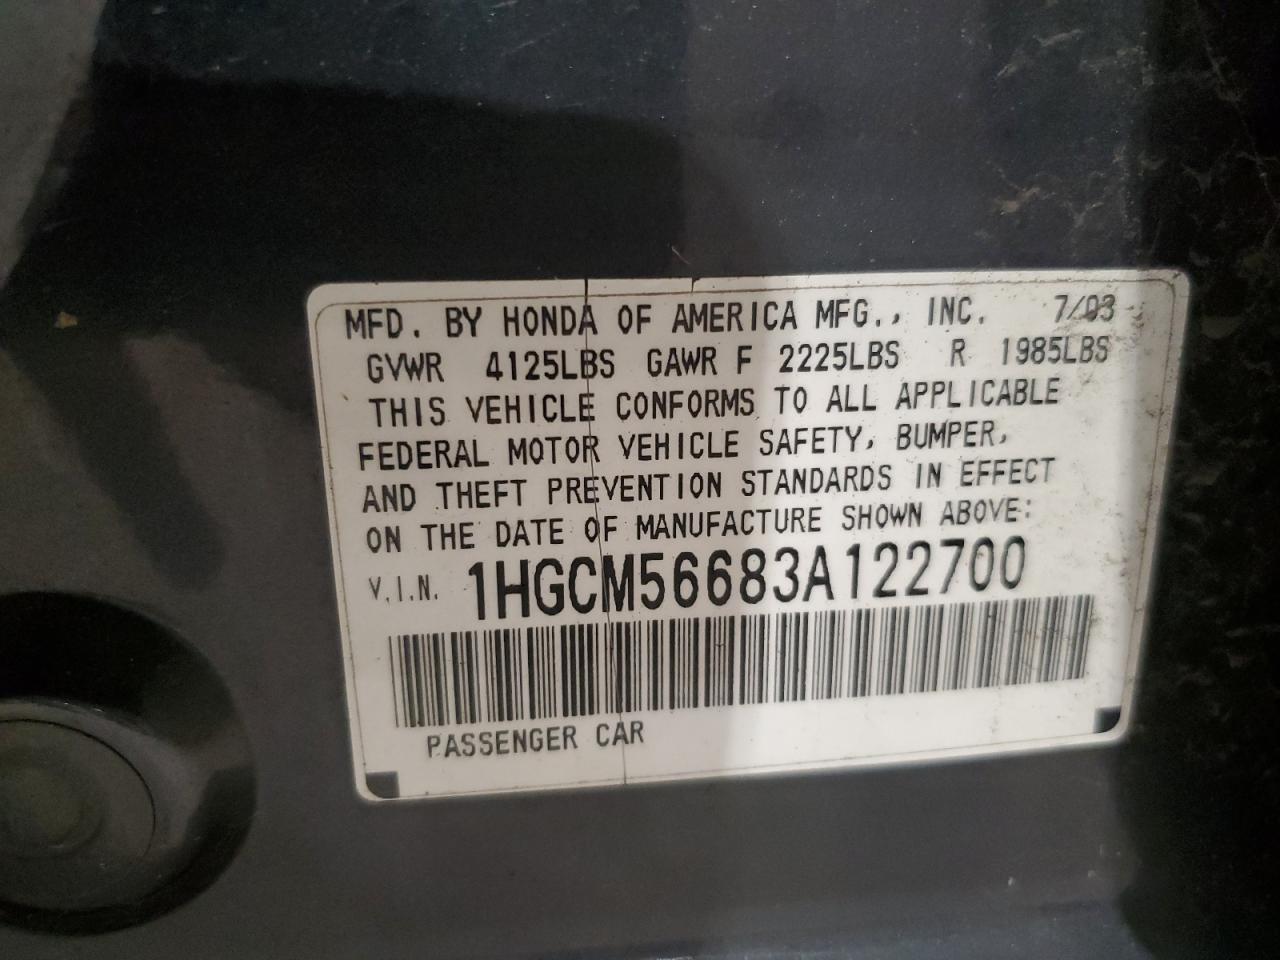 MFD. BY HONDA OF AMERICA MFG., INC. 7/03
GVWR 4125LBS GAWR F 2225LBS R 1985LBS
THIS VEHICLE CONFORMS TO ALL APPLICABLE
FEDERAL MOTOR VEHICLE SAFETY, BUMPER,
AND THEFT PREVENTION STANDARDS IN EFFECT
ON THE DATE OF MANUFACTURE SHOWN ABOVE:
V.I.N. 1HGCM56683A122700
PASSENGER CAR